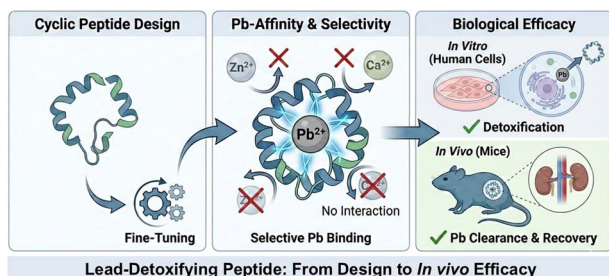 Cyclic Peptide Design
Fine-Tuning
Pb-Affinity & Selectivity
Zn²⁺
Ca²⁺
Pb²⁺
No Interaction
Selective Pb Binding
Biological Efficacy
In Vitro
(Human Cells)
Pb
✓ Detoxification
In Vivo (Mice)
✓ Pb Clearance & Recovery
Lead-Detoxifying Peptide: From Design to In vivo Efficacy